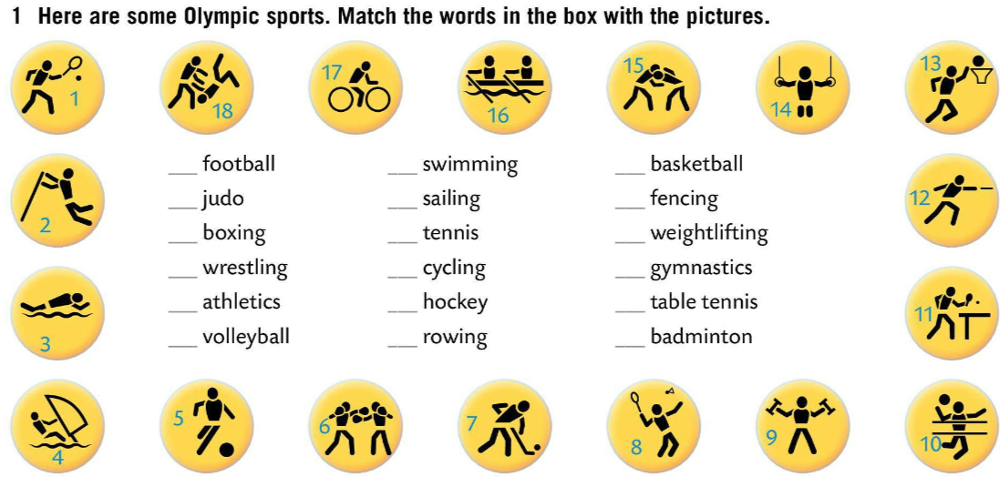 1 Here are some Olympic sports. Match the words in the box with the pictures.
1
18
17
16
15
14
13
2
___ football
___ swimming
___ basketball
12
___ judo
___ sailing
___ fencing
___ boxing
___ tennis
___ weightlifting
3
___ wrestling
___ cycling
___ gymnastics
11
___ athletics
___ hockey
___ table tennis
___ volleyball
___ rowing
___ badminton
4
5
6
7
8
9
10